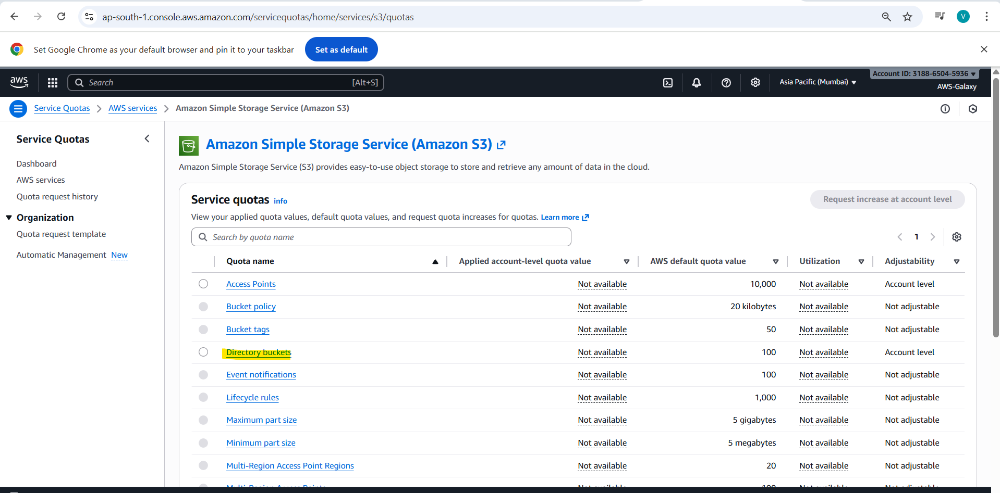 ap-south-1.console.aws.amazon.com/servicequotas/home/services/s3/quotas
V
Set Google Chrome as your default browser and pin it to your taskbar
Set as default
aws
Search
[Alt+S]
Asia Pacific (Mumbai)
Account ID: 3188-6504-5936
AWS-Galaxy
Service Quotas
AWS services
Amazon Simple Storage Service (Amazon S3)
Service Quotas
Dashboard
AWS services
Quota request history
Organization
Quota request template
Automatic Management New
Amazon Simple Storage Service (Amazon S3)
Amazon Simple Storage Service (S3) provides easy-to-use object storage to store and retrieve any amount of data in the cloud.
Service quotas info
Request increase at account level
View your applied quota values, default quota values, and request quota increases for quotas. Learn more
Search by quota name
1
Quota name Applied account-level quota value AWS default quota value Utilization Adjustability
Access Points Not available 10,000 Not available Account level
Bucket policy Not available 20 kilobytes Not available Not adjustable
Bucket tags Not available 50 Not available Not adjustable
Directory buckets Not available 100 Not available Account level
Event notifications Not available 100 Not available Not adjustable
Lifecycle rules Not available 1,000 Not available Not adjustable
Maximum part size Not available 5 gigabytes Not available Not adjustable
Minimum part size Not available 5 megabytes Not available Not adjustable
Multi-Region Access Point Regions Not available 20 Not available Not adjustable